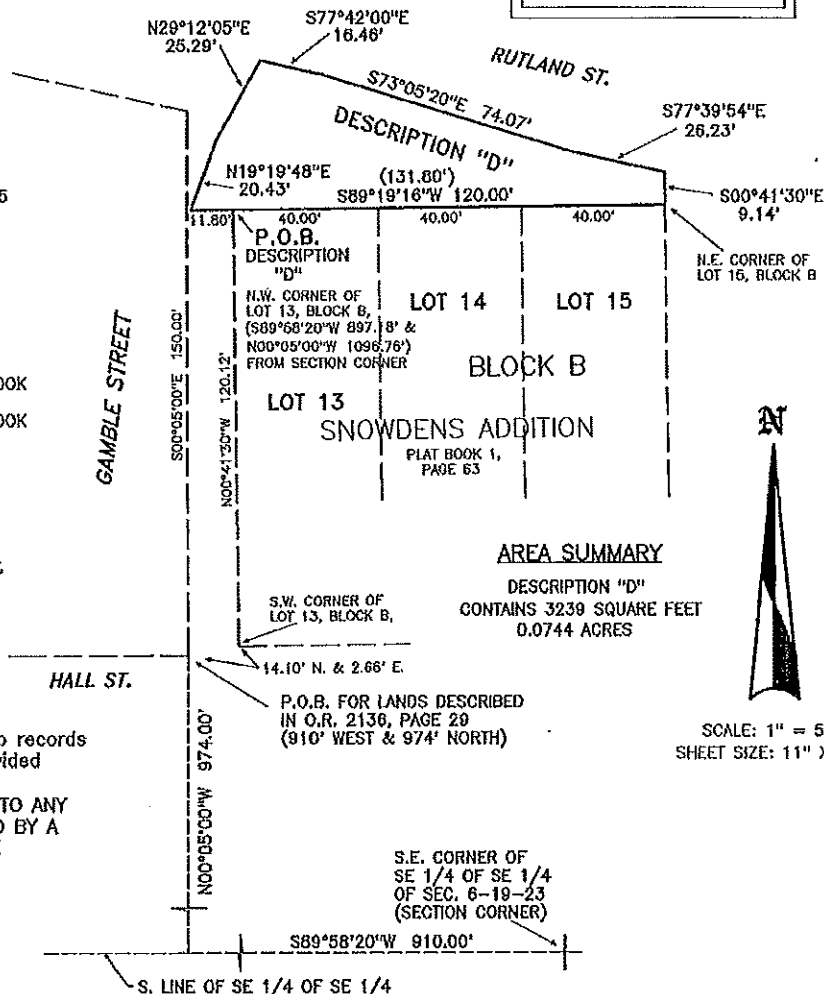 N29°12'05"E
25.29'
S77°42'00"E
16.46'
RUTLAND ST.
S73°05'20"E 74.07'
S77°39'54"E
26.23'
DESCRIPTION "D"
N19°19'48"E
20.43'
(131.80')
S89°19'16"W 120.00'
S00°41'30"E
9.14'
5
11.80'
40.00'
40.00'
40.00'
P.O.B.
DESCRIPTION
"D"
N.E. CORNER OF
LOT 15, BLOCK B
N.W. CORNER OF
LOT 13, BLOCK B,
(S89°58'20"W 897.18' &
N00°05'00"W 1096.76')
FROM SECTION CORNER
LOT 14
LOT 15
GAMBLE STREET
S00°05'00"E 150.00'
N00°41'30"W 120.12'
BLOCK B
OOK
LOT 13
OOK
SNOWDENS ADDITION
PLAT BOOK 1,
PAGE 63
N
AREA SUMMARY
DESCRIPTION "D"
CONTAINS 3239 SQUARE FEET
0.0744 ACRES
S.W. CORNER OF
LOT 13, BLOCK B,
14.10' N. & 2.66' E.
HALL ST.
P.O.B. FOR LANDS DESCRIBED
IN O.R. 2136, PAGE 29
(910' WEST & 974' NORTH)
SCALE: 1" = 5
SHEET SIZE: 11" X
records
vided
TO ANY
D BY A
N00°05'00"W 974.00'
S.E. CORNER OF
SE 1/4 OF SE 1/4
OF SEC. 6-19-23
(SECTION CORNER)
S89°58'20"W 910.00'
S. LINE OF SE 1/4 OF SE 1/4